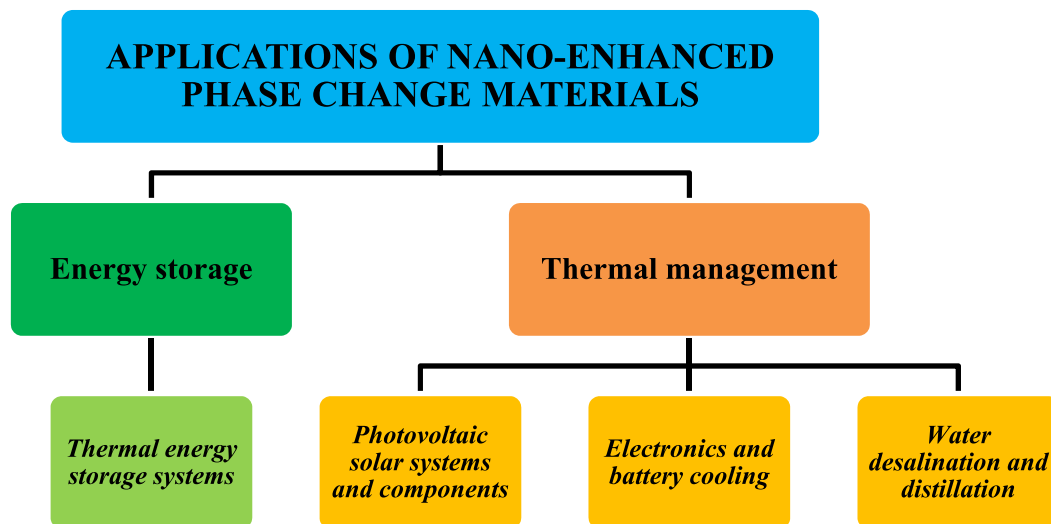 APPLICATIONS OF NANO-ENHANCED
PHASE CHANGE MATERIALS
Energy storage
Thermal management
Thermal energy
storage systems
Photovoltaic
solar systems
and components
Electronics and
battery cooling
Water
desalination and
distillation